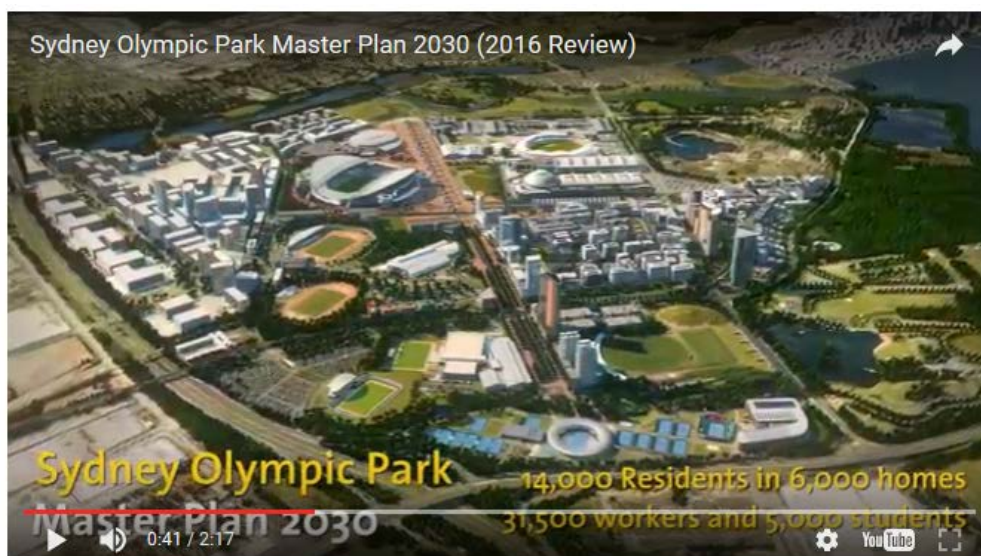 Sydney Olympic Park Master Plan 2030 (2016 Review)
Sydney Olympic Park
14,000 Residents in 6,000 homes
Master Plan 2030
31,500 workers and 5,000 students
0:41 / 2:17
YouTube